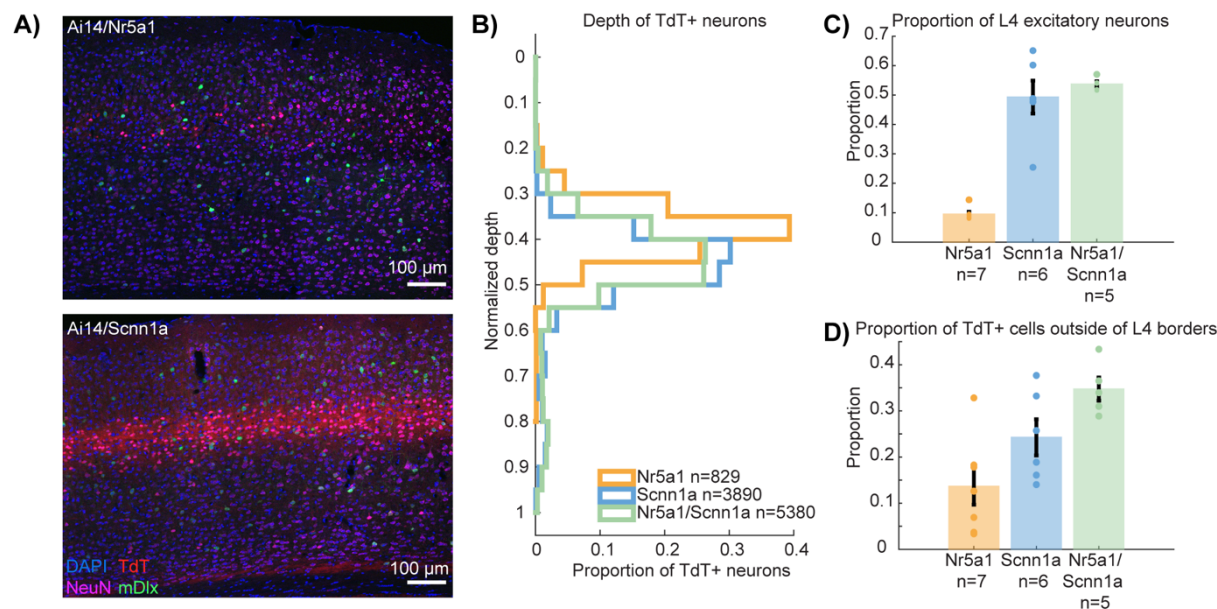 A)
Ai14/Nr5a1
100 µm
Ai14/Scnn1a
DAPI TdT
NeuN mDlx
100 µm
B)
Depth of TdT+ neurons
Normalized depth
0
0.1
0.2
0.3
0.4
0.5
0.6
0.7
0.8
0.9
1
Nr5a1 n=829
Scnn1a n=3890
Nr5a1/Scnn1a n=5380
0 0.1 0.2 0.3 0.4
Proportion of TdT+ neurons
C)
Proportion of L4 excitatory neurons
Proportion
0.7
0.6
0.5
0.4
0.3
0.2
0.1
0
Nr5a1 Scnn1a Nr5a1/
n=7 n=6 Scnn1a
n=5
D)
Proportion of TdT+ cells outside of L4 borders
Proportion
0.4
0.3
0.2
0.1
0
Nr5a1 Scnn1a Nr5a1/
n=7 n=6 Scnn1a
n=5